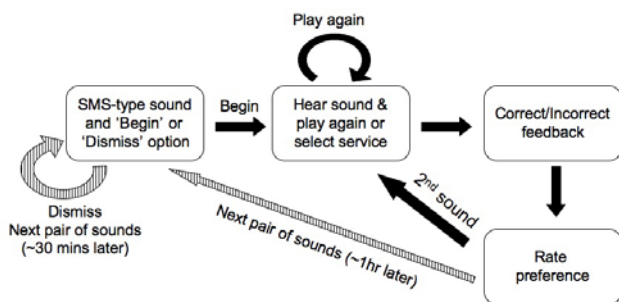 Play again
SMS-type sound
and 'Begin' or
'Dismiss' option
Begin
Hear sound &
play again or
select service
Correct/Incorrect
feedback
Dismiss
Next pair of sounds
(~30 mins later)
Next pair of sounds (~1hr later)
2nd sound
Rate
preference